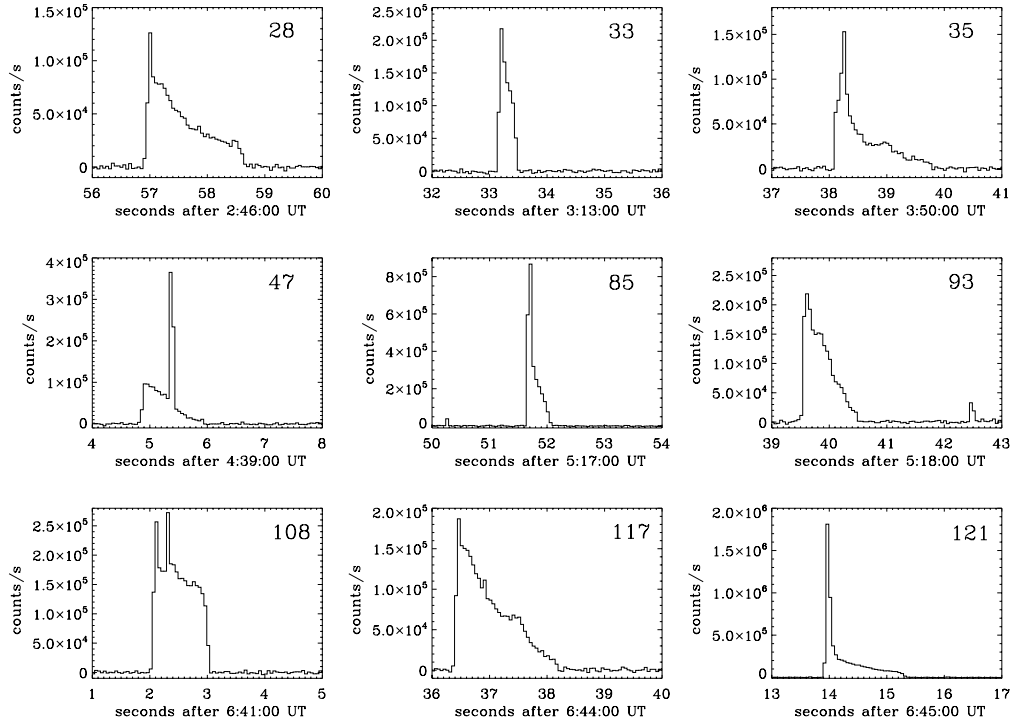 28
1.5×10⁵
1.0×10⁵
5.0×10⁴
0
counts/s
56 57 58 59 60
seconds after 2:46:00 UT
33
2.5×10⁵
2.0×10⁵
1.5×10⁵
1.0×10⁵
5.0×10⁴
0
counts/s
32 33 34 35 36
seconds after 3:13:00 UT
35
1.5×10⁵
1.0×10⁵
5.0×10⁴
0
counts/s
37 38 39 40 41
seconds after 3:50:00 UT
47
4×10⁵
3×10⁵
2×10⁵
1×10⁵
0
counts/s
4 5 6 7 8
seconds after 4:39:00 UT
85
8×10⁵
6×10⁵
4×10⁵
2×10⁵
0
counts/s
50 51 52 53 54
seconds after 5:17:00 UT
93
2.5×10⁵
2.0×10⁵
1.5×10⁵
1.0×10⁵
5.0×10⁴
0
counts/s
39 40 41 42 43
seconds after 5:18:00 UT
108
2.5×10⁵
2.0×10⁵
1.5×10⁵
1.0×10⁵
5.0×10⁴
0
counts/s
1 2 3 4 5
seconds after 6:41:00 UT
117
2.0×10⁵
1.5×10⁵
1.0×10⁵
5.0×10⁴
0
counts/s
36 37 38 39 40
seconds after 6:44:00 UT
121
2.0×10⁶
1.5×10⁶
1.0×10⁶
5.0×10⁵
0
counts/s
13 14 15 16 17
seconds after 6:45:00 UT